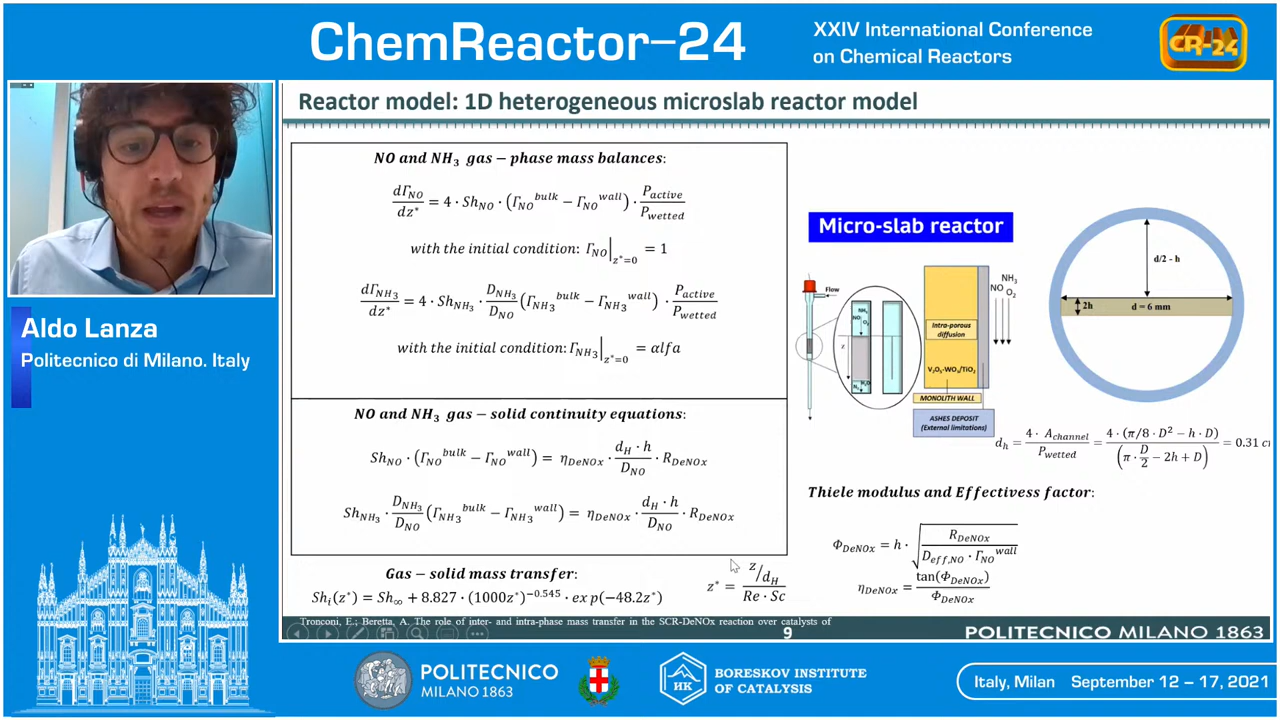 ChemReactor–24
XXIV International Conference
on Chemical Reactors
CR-24
Aldo Lanza
Politecnico di Milano. Italy
Reactor model: 1D heterogeneous microslab reactor model
NO and NH₃ gas – phase mass balances:
dΓ_NO/dz* = 4 · Sh_NO · (Γ_NO^bulk − Γ_NO^wall) · P_active/P_wetted
with the initial condition: Γ_NO|_z*=0 = 1
dΓ_NH₃/dz* = 4 · Sh_NH₃ · D_NH₃/D_NO (Γ_NH₃^bulk − Γ_NH₃^wall) · P_active/P_wetted
with the initial condition: Γ_NH₃|_z*=0 = αlfa
NO and NH₃ gas – solid continuity equations:
Sh_NO · (Γ_NO^bulk − Γ_NO^wall) = η_DeNOx · d_H · h/D_NO · R_DeNOx
Sh_NH₃ · D_NH₃/D_NO (Γ_NH₃^bulk − Γ_NH₃^wall) = η_DeNOx · d_H · h/D_NO · R_DeNOx
Gas – solid mass transfer:
Sh_i(z*) = Sh_∞ + 8.827 · (1000z*)^−0.545 · ex p(−48.2z*)
z* = z/d_H / Re · Sc
Micro-slab reactor
Flow
NH₃
NO
O₂
z
N₂
H₂O
NH₃
NO
O₂
Intra-porous
diffusion
V₂O₅-WO₃/TiO₂
MONOLITH WALL
ASHES DEPOSIT
(External limitations)
d/2 - h
2h
d = 6 mm
d_h = 4 · A_channel/P_wetted = 4 · (π/8 · D² − h · D)/(π · D/2 − 2h + D) = 0.31 c
Thiele modulus and Effectivess factor:
Φ_DeNOx = h · √(R_DeNOx/D_eff,NO · Γ_NO^wall)
η_DeNOx = tan(Φ_DeNOx)/Φ_DeNOx
Tronconi, E.; Beretta, A. The role of inter- and intra-phase mass transfer in the SCR-DeNOx reaction over catalysts of
9
POLITECNICO MILANO 1863
POLITECNICO
MILANO 1863
НК
BORESKOV INSTITUTE
OF CATALYSIS
Italy, Milan September 12 – 17, 2021